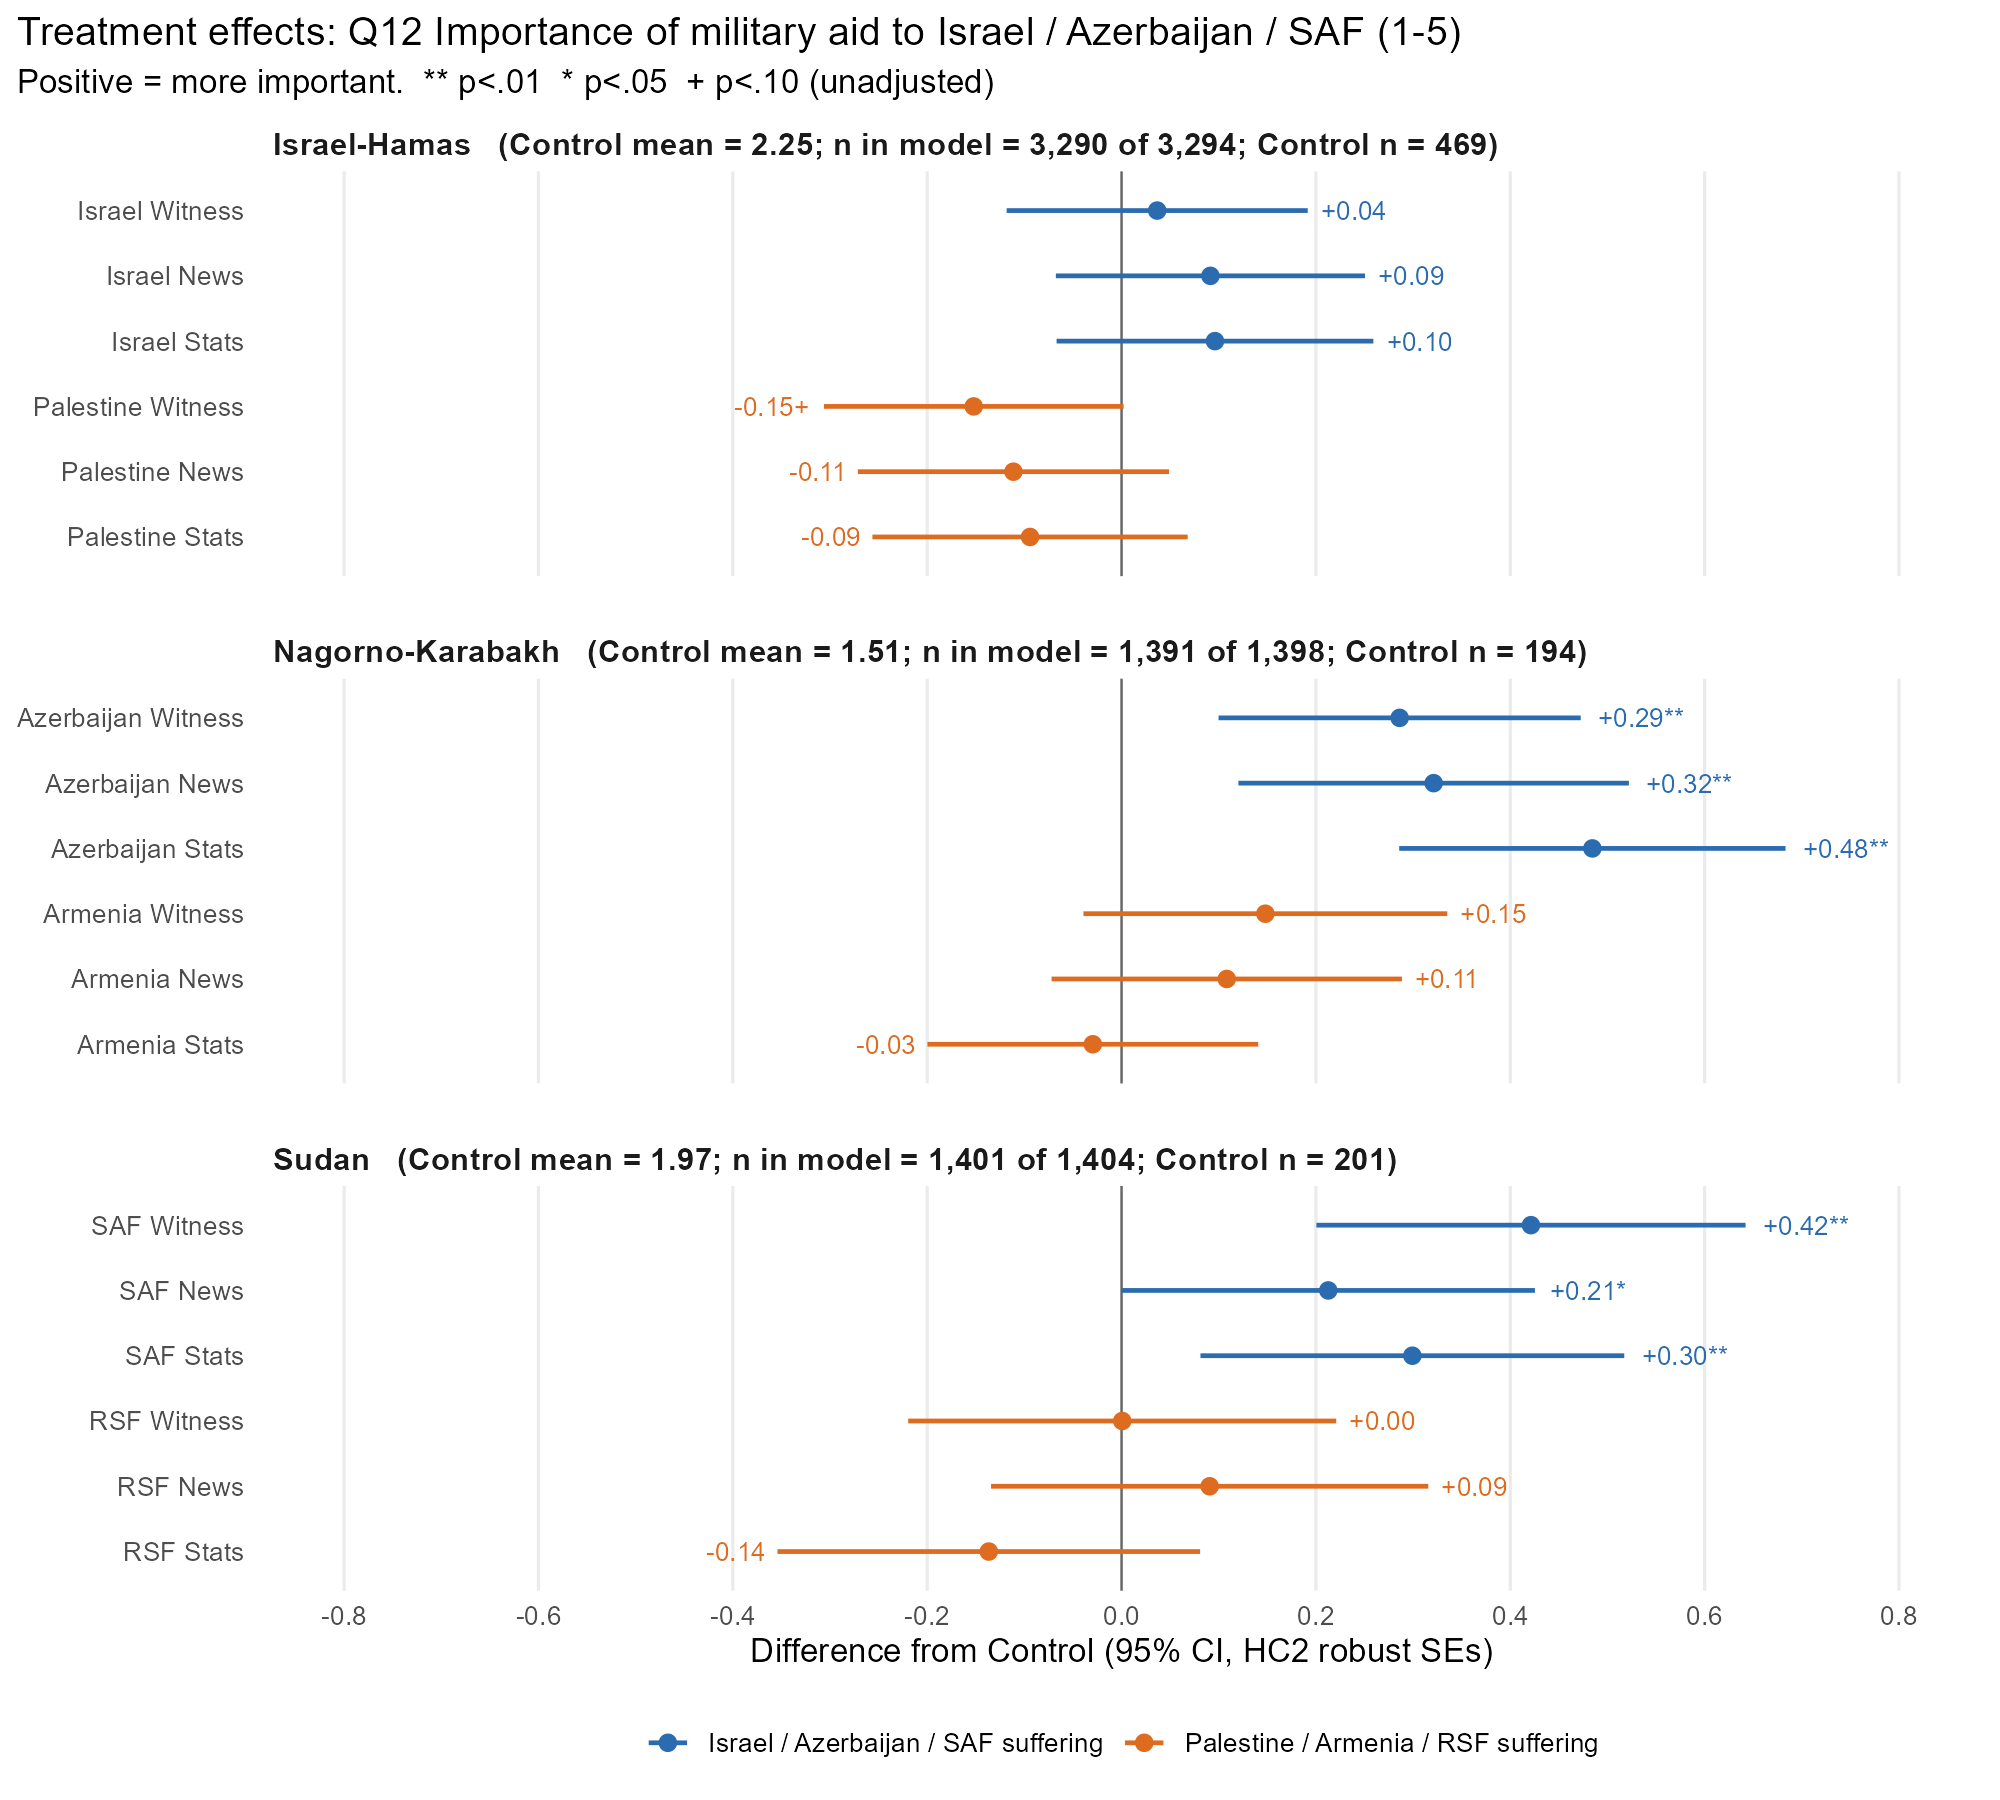 Treatment effects: Q12 Importance of military aid to Israel / Azerbaijan / SAF (1-5)
Positive = more important.  ** p<.01  * p<.05  + p<.10 (unadjusted)
Israel-Hamas   (Control mean = 2.25; n in model = 3,290 of 3,294; Control n = 469)
Israel Witness +0.04
Israel News +0.09
Israel Stats +0.10
Palestine Witness -0.15+
Palestine News -0.11
Palestine Stats -0.09
Nagorno-Karabakh   (Control mean = 1.51; n in model = 1,391 of 1,398; Control n = 194)
Azerbaijan Witness +0.29**
Azerbaijan News +0.32**
Azerbaijan Stats +0.48**
Armenia Witness +0.15
Armenia News +0.11
Armenia Stats -0.03
Sudan   (Control mean = 1.97; n in model = 1,401 of 1,404; Control n = 201)
SAF Witness +0.42**
SAF News +0.21*
SAF Stats +0.30**
RSF Witness +0.00
RSF News +0.09
RSF Stats -0.14
-0.8 -0.6 -0.4 -0.2 0.0 0.2 0.4 0.6 0.8
Difference from Control (95% CI, HC2 robust SEs)
Israel / Azerbaijan / SAF suffering Palestine / Armenia / RSF suffering